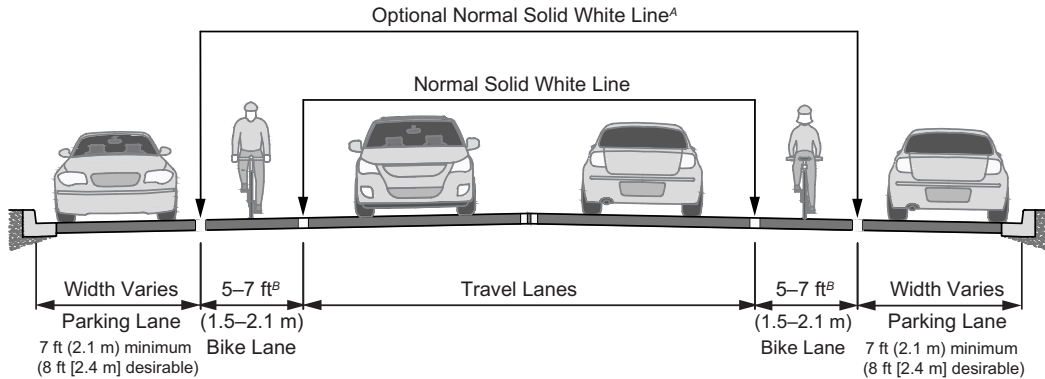 Optional Normal Solid White Lineᴬ
Normal Solid White Line
Width Varies
Parking Lane
7 ft (2.1 m) minimum
(8 ft [2.4 m] desirable)
5–7 ftᴮ
(1.5–2.1 m)
Bike Lane
Travel Lanes
5–7 ftᴮ
(1.5–2.1 m)
Bike Lane
Width Varies
Parking Lane
7 ft (2.1 m) minimum
(8 ft [2.4 m] desirable)